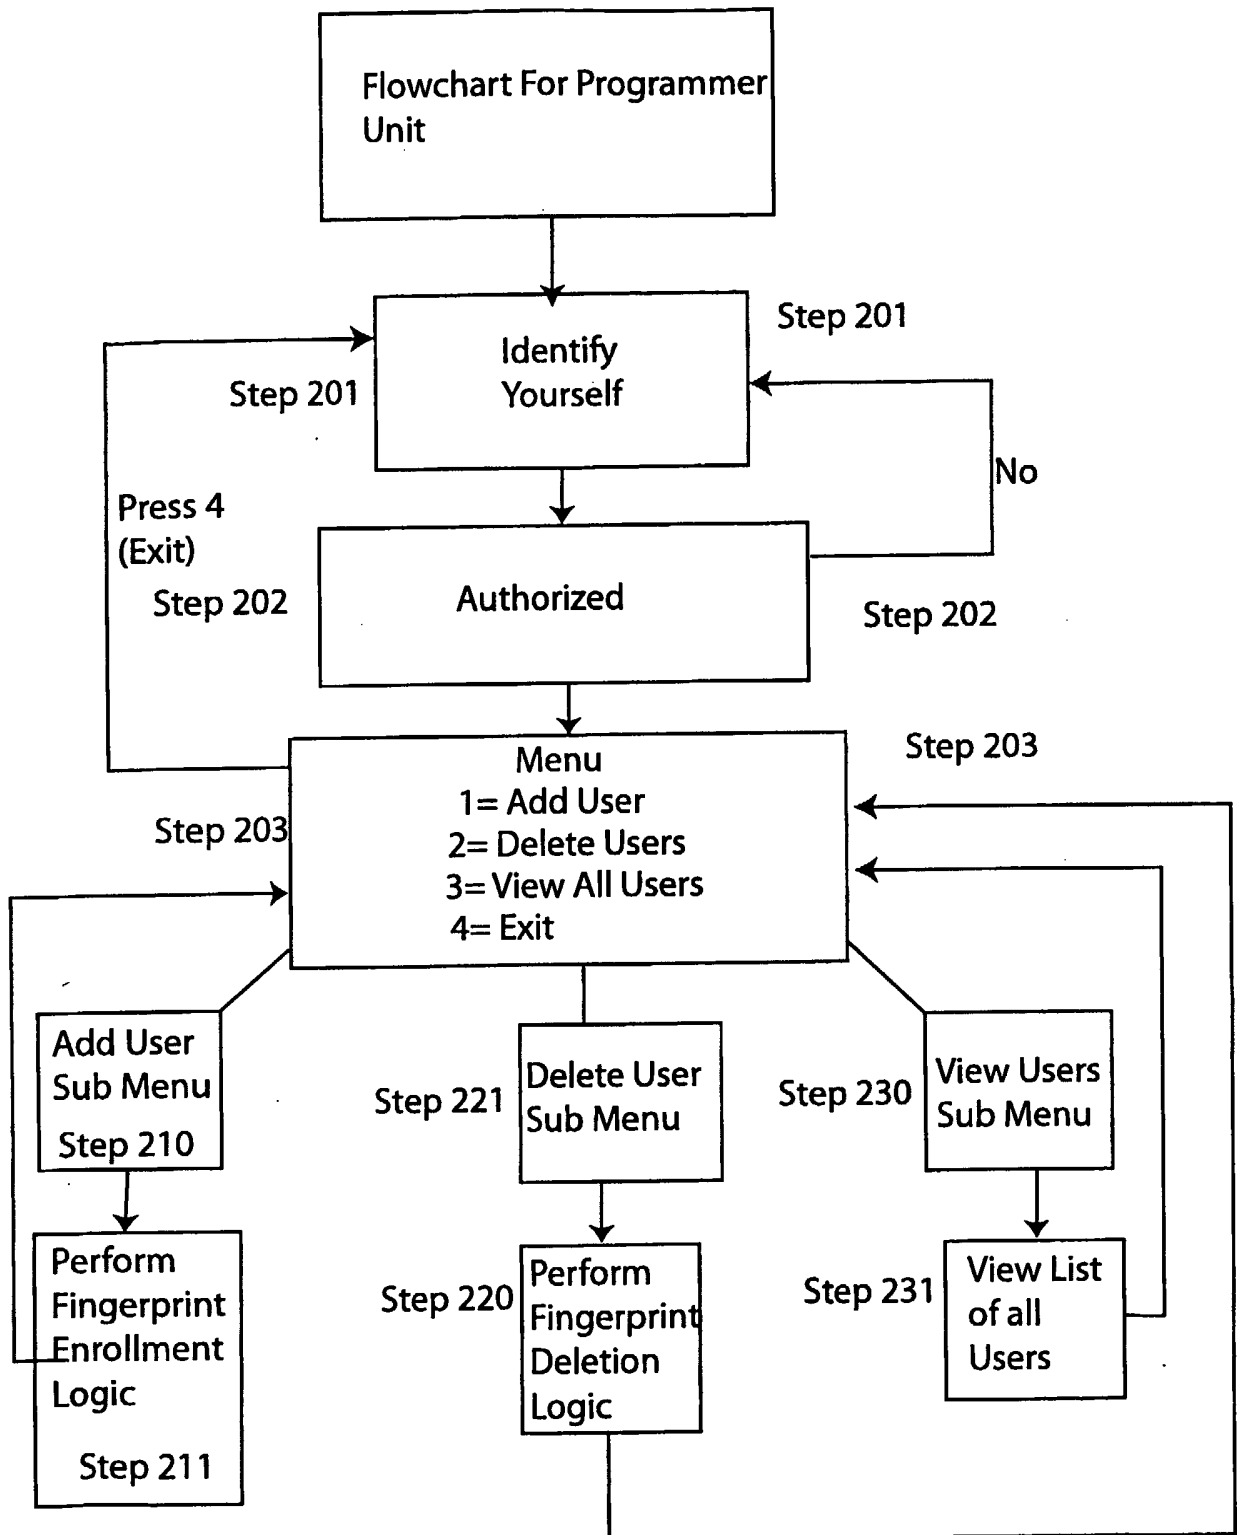 Flowchart For Programmer
Unit
Step 201
Identify
Yourself
Step 201
No
Press 4
(Exit)
Step 202
Authorized
Step 202
Step 203
Menu
1= Add User
2= Delete Users
3= View All Users
4= Exit
Step 203
Add User
Sub Menu
Step 210
Step 221
Delete User
Sub Menu
Step 230
View Users
Sub Menu
Perform
Fingerprint
Enrollment
Logic
Step 211
Step 220
Perform
Fingerprint
Deletion
Logic
Step 231
View List
of all
Users